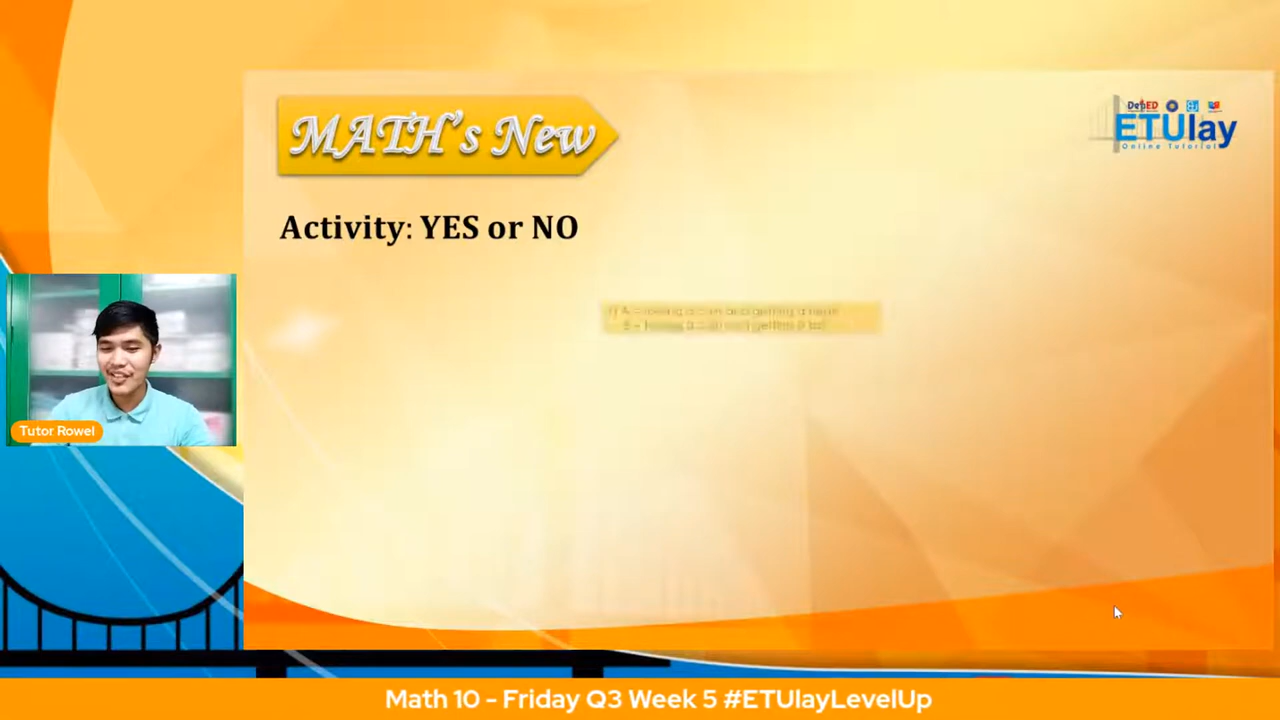 MATH's New
DepED
ETUlay
Online Tutorial
Activity: YES or NO
Tutor Rowel
Math 10 - Friday Q3 Week 5 #ETUlayLevelUp